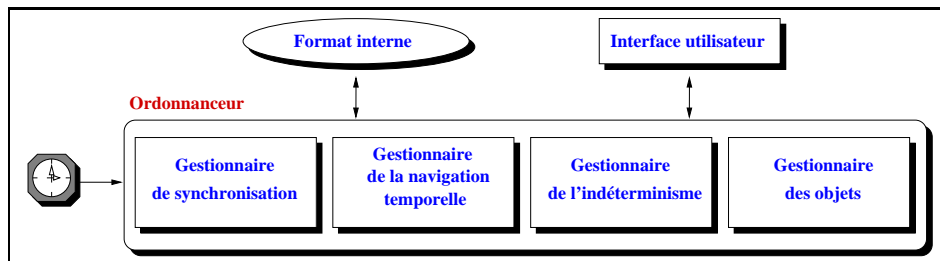 Format interne
Interface utilisateur
Ordonnanceur
Gestionnaire
de synchronisation
Gestionnaire
de la navigation
temporelle
Gestionnaire
de l'indéterminisme
Gestionnaire
des objets